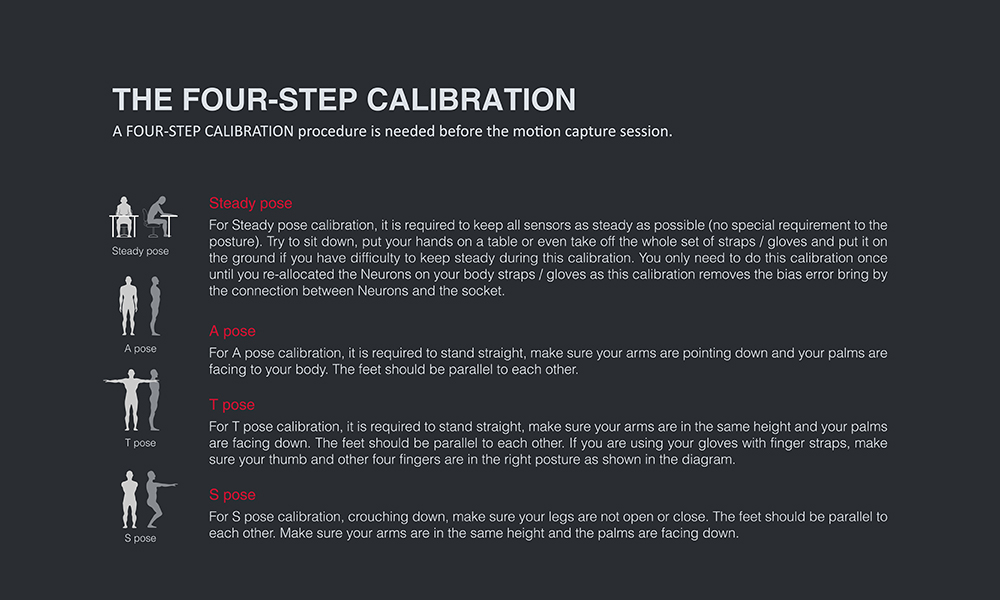 THE FOUR-STEP CALIBRATION
A FOUR-STEP CALIBRATION procedure is needed before the motion capture session.
Steady pose
Steady pose
For Steady pose calibration, it is required to keep all sensors as steady as possible (no special requirement to the
posture). Try to sit down, put your hands on a table or even take off the whole set of straps / gloves and put it on
the ground if you have difficulty to keep steady during this calibration. You only need to do this calibration once
until you re-allocated the Neurons on your body straps / gloves as this calibration removes the bias error bring by
the connection between Neurons and the socket.
A pose
A pose
For A pose calibration, it is required to stand straight, make sure your arms are pointing down and your palms are
facing to your body. The feet should be parallel to each other.
T pose
T pose
For T pose calibration, it is required to stand straight, make sure your arms are in the same height and your palms
are facing down. The feet should be parallel to each other. If you are using your gloves with finger straps, make
sure your thumb and other four fingers are in the right posture as shown in the diagram.
S pose
S pose
For S pose calibration, crouching down, make sure your legs are not open or close. The feet should be parallel to
each other. Make sure your arms are in the same height and the palms are facing down.